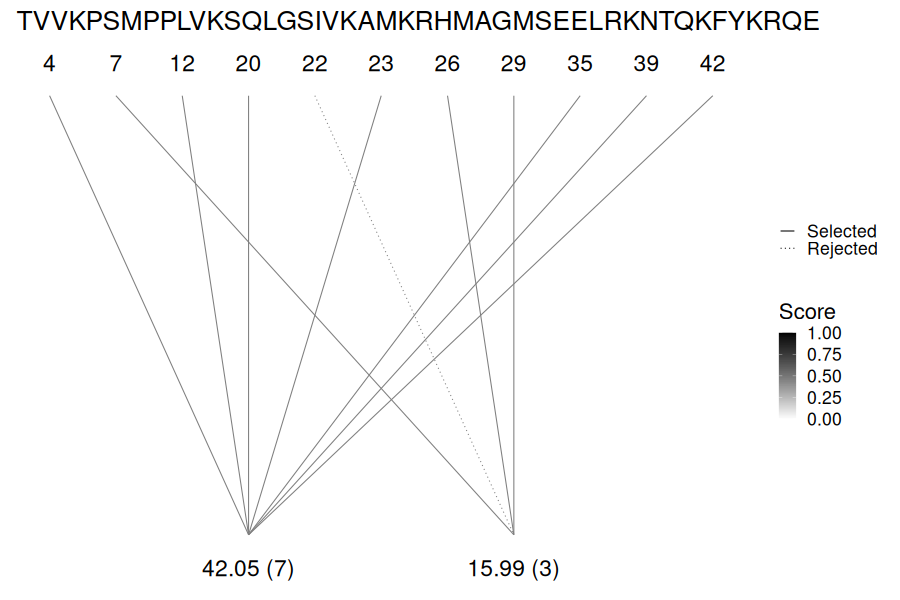 TVVKPSMPPLVKSQLGSIVKAMKRHMAGMSEELRKNTQKFYKRQE
4 7 12 20 22 23 26 29 35 39 42
Selected
Rejected
Score
1.00
0.75
0.50
0.25
0.00
42.05 (7) 15.99 (3)